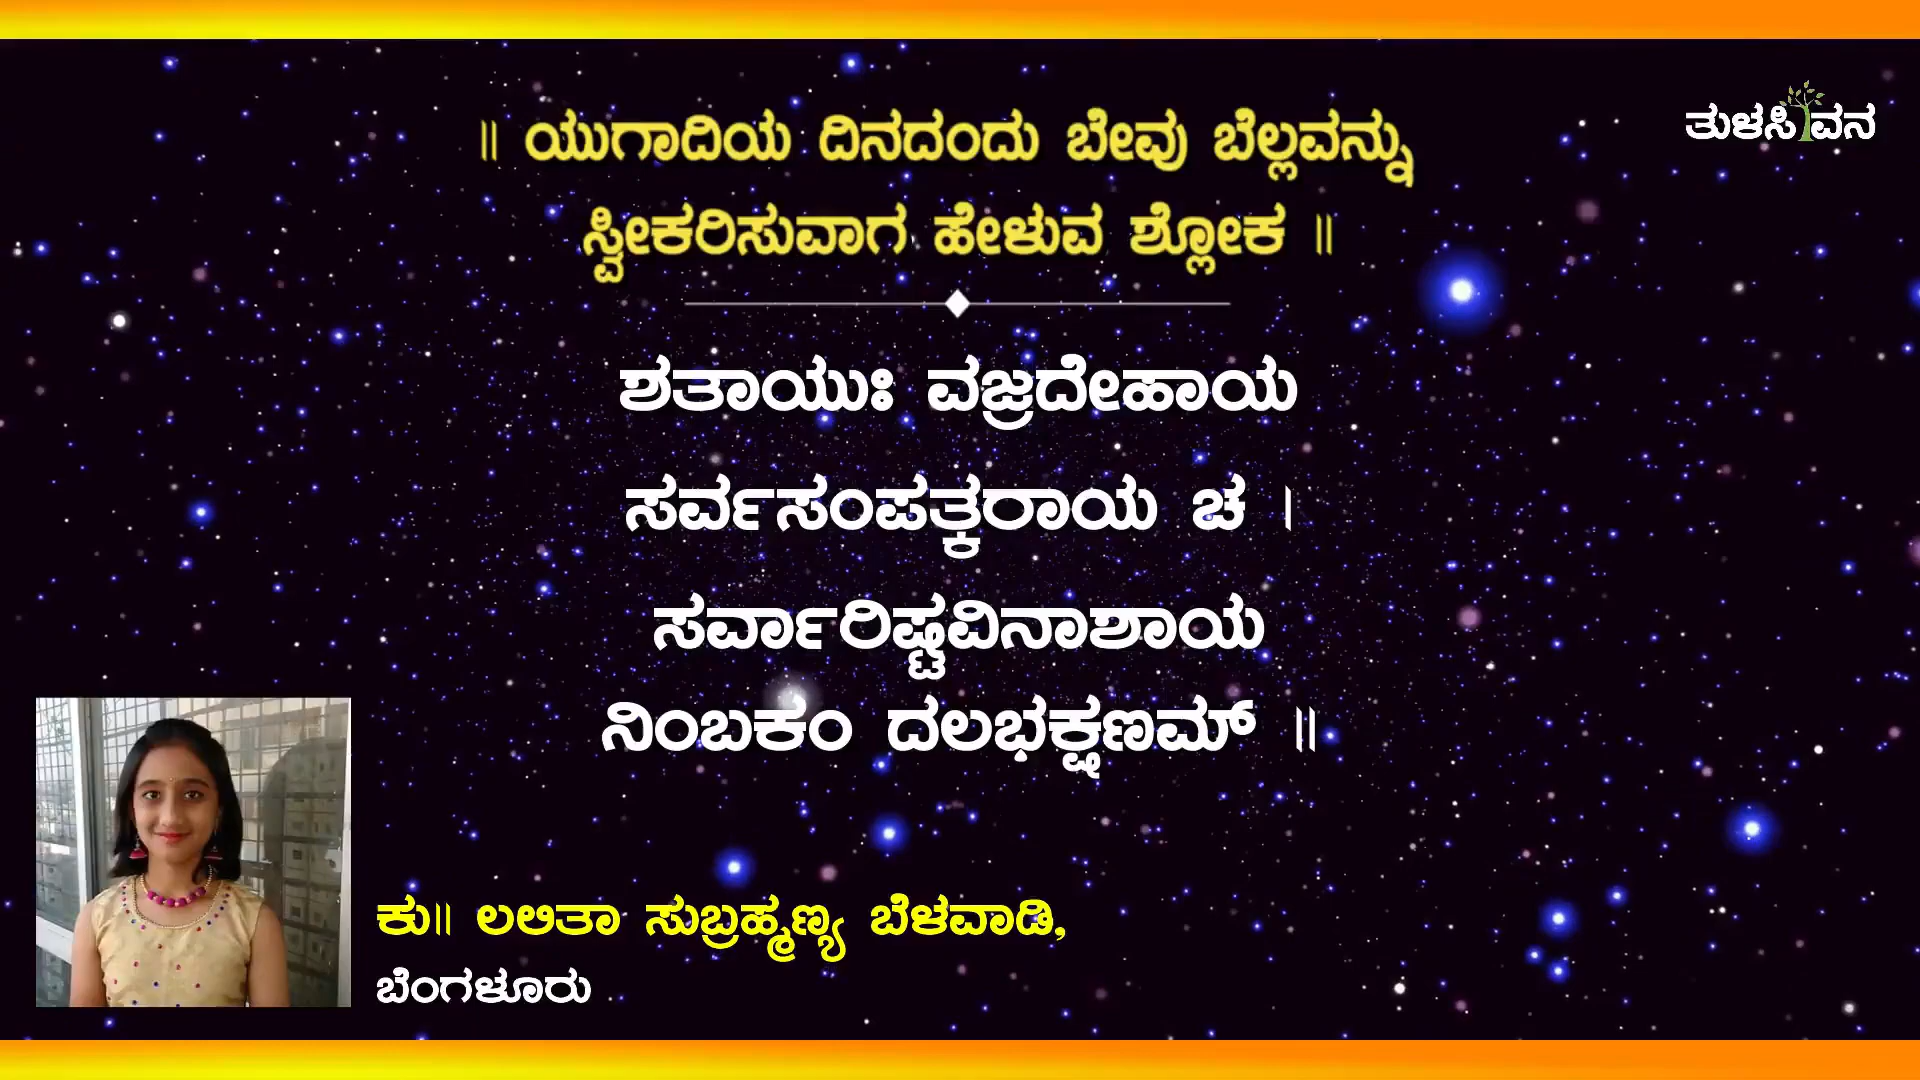 ತುಳಸಿವನ
॥ ಯುಗಾದಿಯ ದಿನದಂದು ಬೇವು ಬೆಲ್ಲವನ್ನು
ಸ್ವೀಕರಿಸುವಾಗ ಹೇಳುವ ಶ್ಲೋಕ ॥
ಶತಾಯುಃ ವಜ್ರದೇಹಾಯ
ಸರ್ವಸಂಪತ್ಕರಾಯ ಚ ।
ಸರ್ವಾರಿಷ್ಟವಿನಾಶಾಯ
ನಿಂಬಕಂ ದಲಭಕ್ಷಣಮ್ ॥
ಕು॥ ಲಲಿತಾ ಸುಬ್ರಹ್ಮಣ್ಯ ಬೆಳವಾಡಿ,
ಬೆಂಗಳೂರು